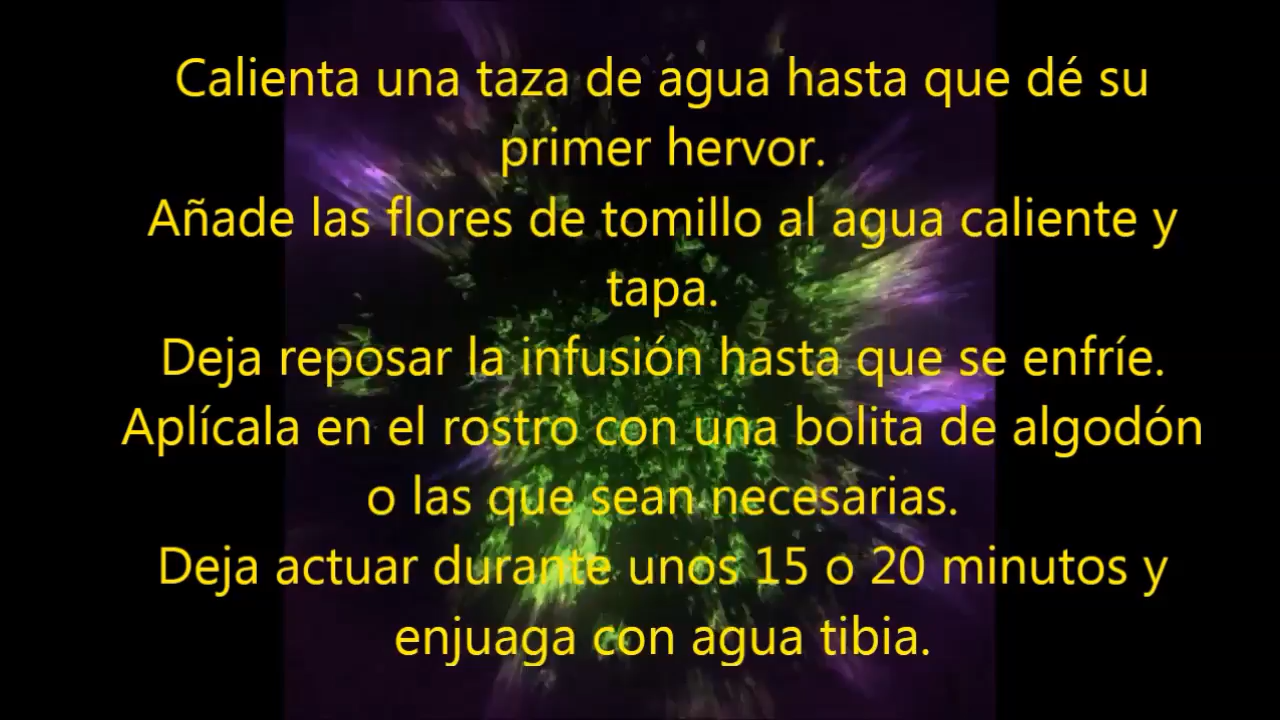 Calienta una taza de agua hasta que dé su
primer hervor.
Añade las flores de tomillo al agua caliente y
tapa.
Deja reposar la infusión hasta que se enfríe.
Aplícala en el rostro con una bolita de algodón
o las que sean necesarias.
Deja actuar durante unos 15 o 20 minutos y
enjuaga con agua tibia.